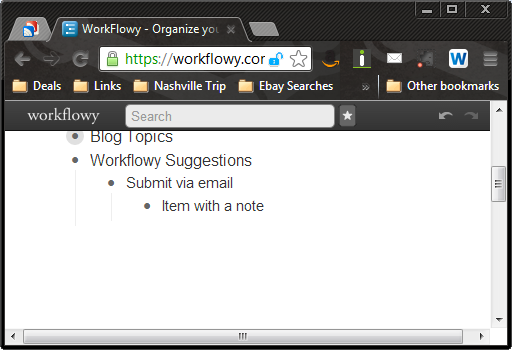 WorkFlowy - Organize you
https://workflowy.cor
W
Deals Links Nashville Trip Ebay Searches » Other bookmarks
workflowy Search
Blog Topics
Workflowy Suggestions
Submit via email
Item with a note